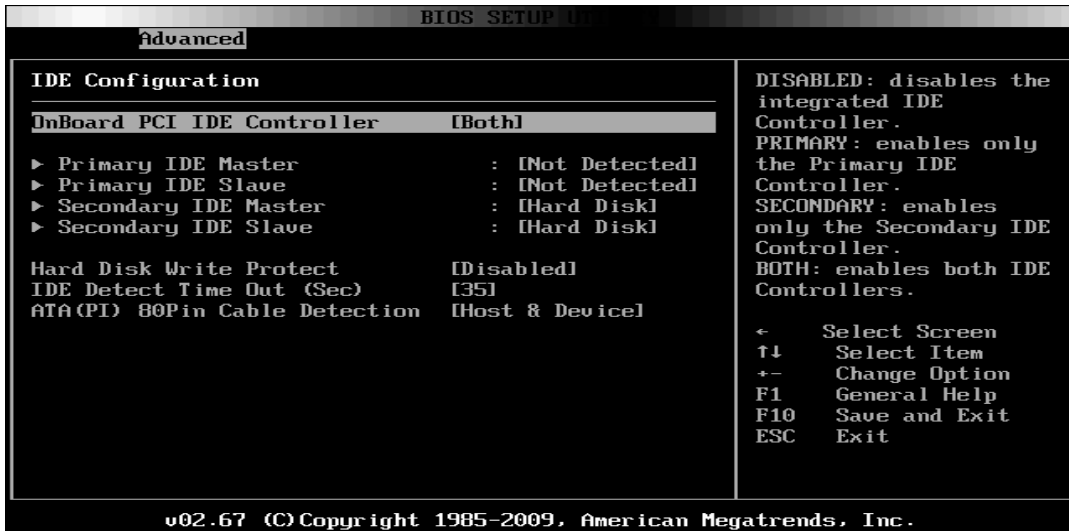 BIOS SETUP U
Advanced
IDE Configuration
OnBoard PCI IDE Controller [Both]
▶ Primary IDE Master : [Not Detected]
▶ Primary IDE Slave : [Not Detected]
▶ Secondary IDE Master : [Hard Disk]
▶ Secondary IDE Slave : [Hard Disk]
Hard Disk Write Protect [Disabled]
IDE Detect Time Out (Sec) [35]
ATA(PI) 80Pin Cable Detection [Host & Device]
DISABLED: disables the
integrated IDE
Controller.
PRIMARY: enables only
the Primary IDE
Controller.
SECONDARY: enables
only the Secondary IDE
Controller.
BOTH: enables both IDE
Controllers.
← Select Screen
↑↓ Select Item
+- Change Option
F1 General Help
F10 Save and Exit
ESC Exit
v02.67 (C)Copyright 1985-2009, American Megatrends, Inc.